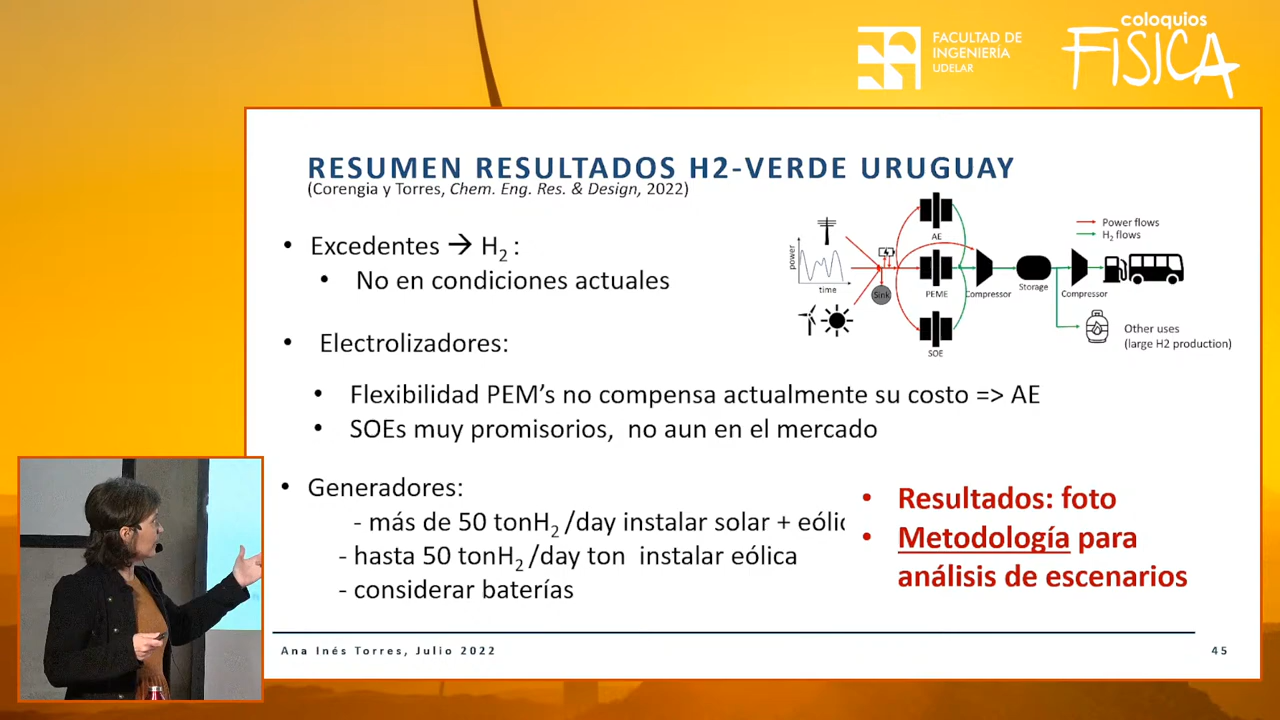 coloquios
FISICA
FACULTAD DE
INGENIERÍA
UDELAR
RESUMEN RESULTADOS H2-VERDE URUGUAY
(Corengia y Torres, Chem. Eng. Res. & Design, 2022)
• Excedentes → H2 :
• No en condiciones actuales
power
time
Sink
AE
PEME
SOE
Compressor
Storage
Compressor
Power flows
H2 flows
Other uses
(large H2 production)
• Electrolizadores:
• Flexibilidad PEM’s no compensa actualmente su costo => AE
• SOEs muy promisorios, no aun en el mercado
• Generadores:
- más de 50 tonH2 /day instalar solar + eólic
- hasta 50 tonH2 /day ton instalar eólica
- considerar baterías
• Resultados: foto
• Metodología para
análisis de escenarios
Ana Inés Torres, Julio 2022
45